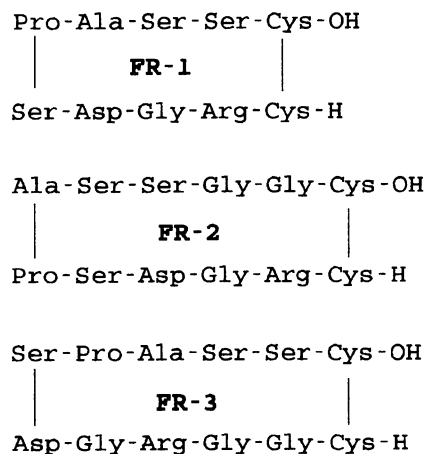 Pro-Ala-Ser-Ser-Cys-OH
FR-1
Ser-Asp-Gly-Arg-Cys-H
Ala-Ser-Ser-Gly-Gly-Cys-OH
FR-2
Pro-Ser-Asp-Gly-Arg-Cys-H
Ser-Pro-Ala-Ser-Ser-Cys-OH
FR-3
Asp-Gly-Arg-Gly-Gly-Cys-H